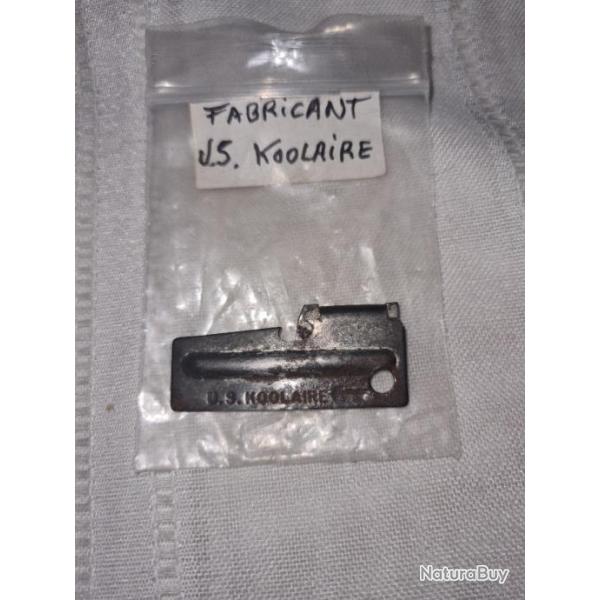 FABRICANT
U.S. KOOLAIRE
U.S. KOOLAIRE
NaturaBuy